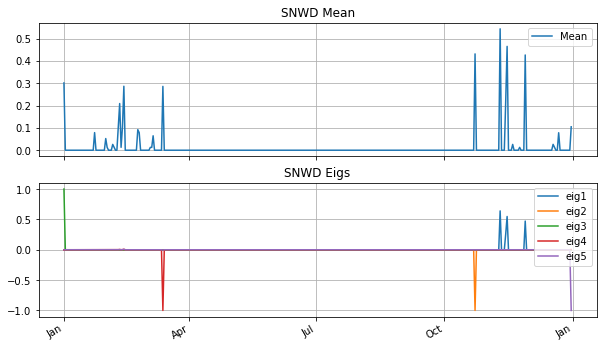 SNWD Mean
0.5
0.4
0.3
0.2
0.1
0.0
Mean
SNWD Eigs
1.0
0.5
0.0
−0.5
−1.0
eig1
eig2
eig3
eig4
eig5
Jan
Apr
Jul
Oct
Jan